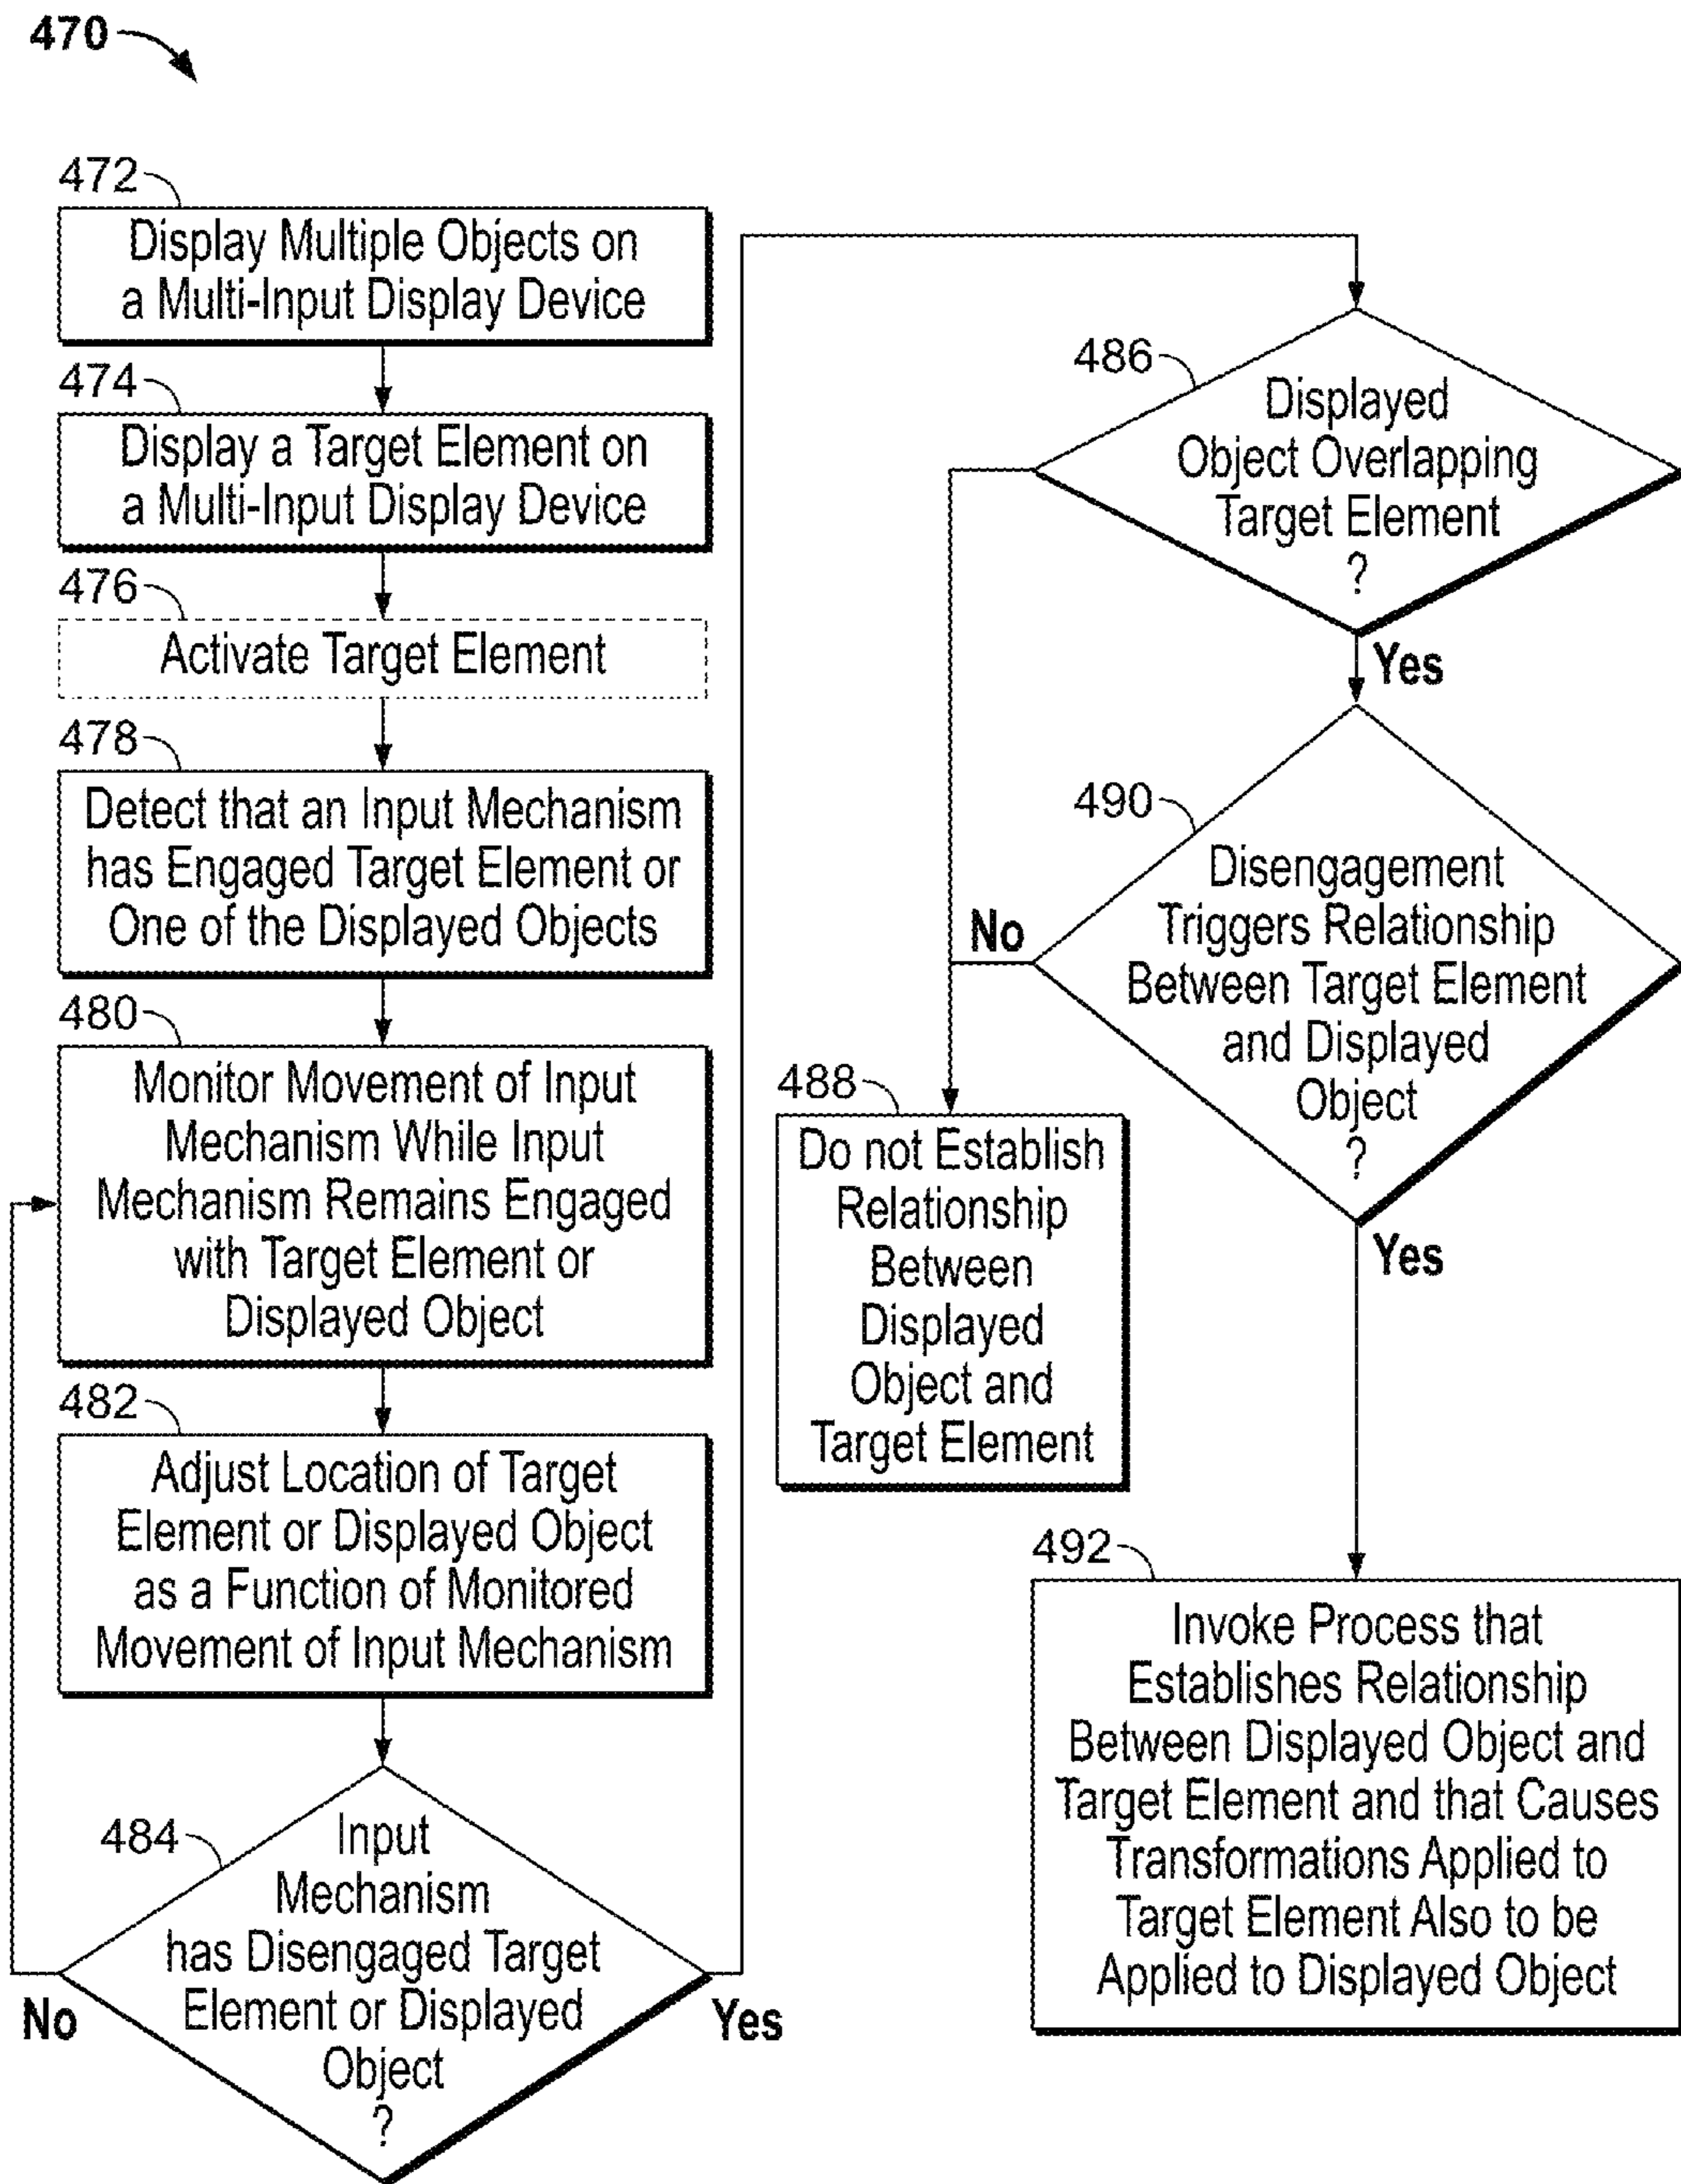 470
472
Display Multiple Objects on
a Multi-Input Display Device
474
Display a Target Element on
a Multi-Input Display Device
476
Activate Target Element
478
Detect that an Input Mechanism
has Engaged Target Element or
One of the Displayed Objects
480
Monitor Movement of Input
Mechanism While Input
Mechanism Remains Engaged
with Target Element or
Displayed Object
482
Adjust Location of Target
Element or Displayed Object
as a Function of Monitored
Movement of Input Mechanism
484
Input
Mechanism
has Disengaged Target
Element or Displayed
Object
?
No
Yes
486
Displayed
Object Overlapping
Target Element
?
Yes
490
Disengagement
Triggers Relationship
Between Target Element
and Displayed
Object
?
No
Yes
488
Do not Establish
Relationship
Between
Displayed
Object and
Target Element
492
Invoke Process that
Establishes Relationship
Between Displayed Object and
Target Element and that Causes
Transformations Applied to
Target Element Also to be
Applied to Displayed Object